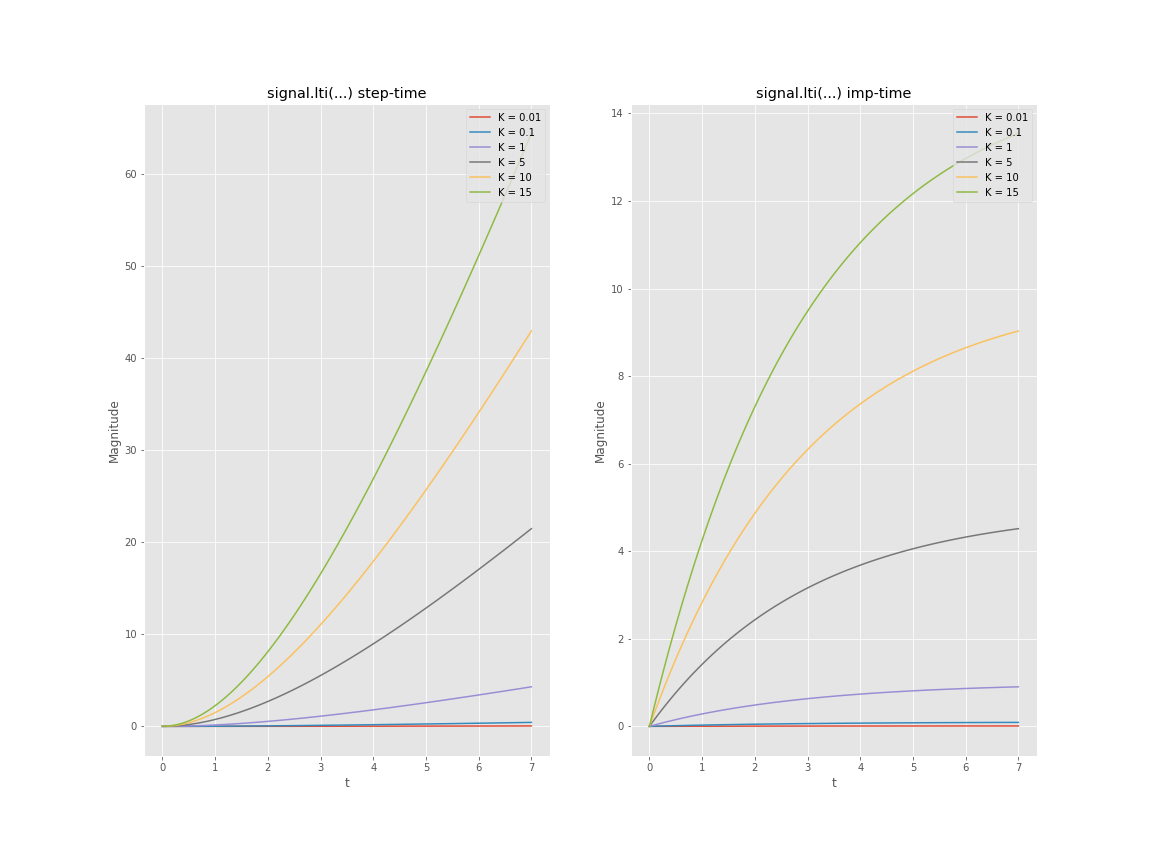 signal.lti(...) step-time
K = 0.01
K = 0.1
K = 1
K = 5
K = 10
K = 15
60
50
40
30
20
10
0
Magnitude
0 1 2 3 4 5 6 7
t
signal.lti(...) imp-time
K = 0.01
K = 0.1
K = 1
K = 5
K = 10
K = 15
14
12
10
8
6
4
2
0
Magnitude
0 1 2 3 4 5 6 7
t